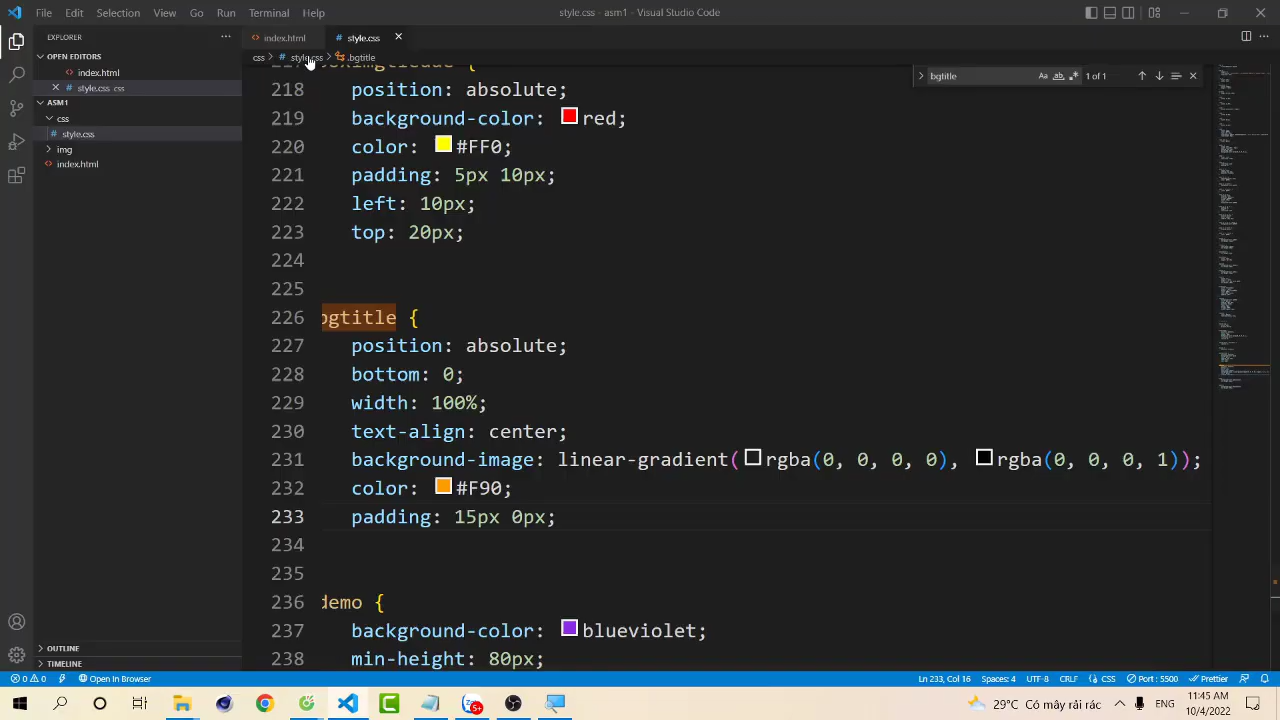 File Edit Selection View Go Run Terminal Help
style.css - asm1 - Visual Studio Code
EXPLORER
OPEN EDITORS
index.html
style.css css
ASM1
css
style.css
img
index.html
OUTLINE
TIMELINE
index.html
style.css
css > # style.css > .bgtitle
bgtitle
Aa ab 1 of 1
218 position: absolute;
219 background-color: red;
220 color: #FF0;
221 padding: 5px 10px;
222 left: 10px;
223 top: 20px;
224
225
226 bgtitle {
227 position: absolute;
228 bottom: 0;
229 width: 100%;
230 text-align: center;
231 background-image: linear-gradient(rgba(0, 0, 0, 0), rgba(0, 0, 0, 1));
232 color: #F90;
233 padding: 15px 0px;
234
235
236 demo {
237 background-color: blueviolet;
238 min-height: 80px;
0 0 Open In Browser
Ln 233, Col 16 Spaces: 4 UTF-8 CRLF CSS Port : 5500 Prettier
5+
29°C Có mây rải... ENG 11:45 AM
10/4/2022